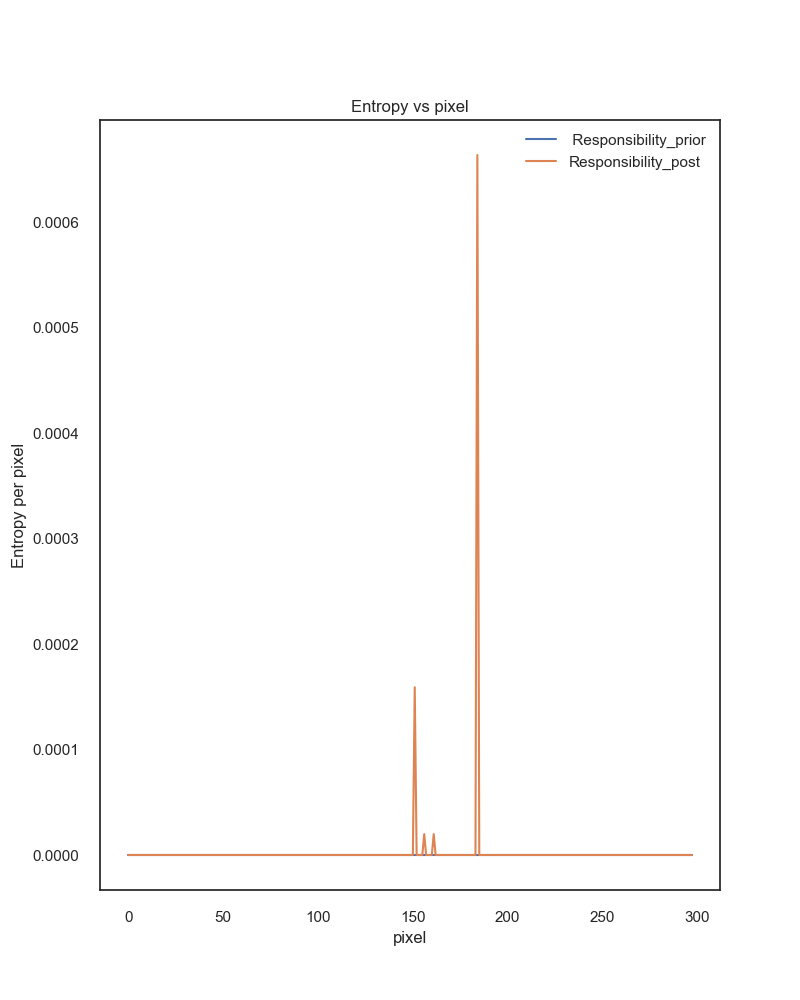 Entropy vs pixel
Responsibility_prior
Responsibility_post
0.0006
0.0005
0.0004
0.0003
0.0002
0.0001
0.0000
Entropy per pixel
0 50 100 150 200 250 300
pixel